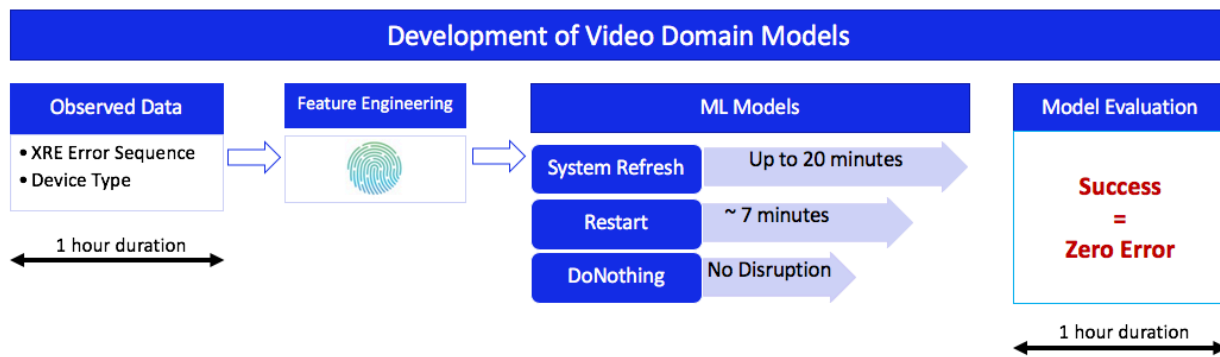 Development of Video Domain Models
Observed Data
• XRE Error Sequence
• Device Type
1 hour duration
Feature Engineering
ML Models
System Refresh
Up to 20 minutes
Restart
~ 7 minutes
DoNothing
No Disruption
Model Evaluation
Success
=
Zero Error
1 hour duration